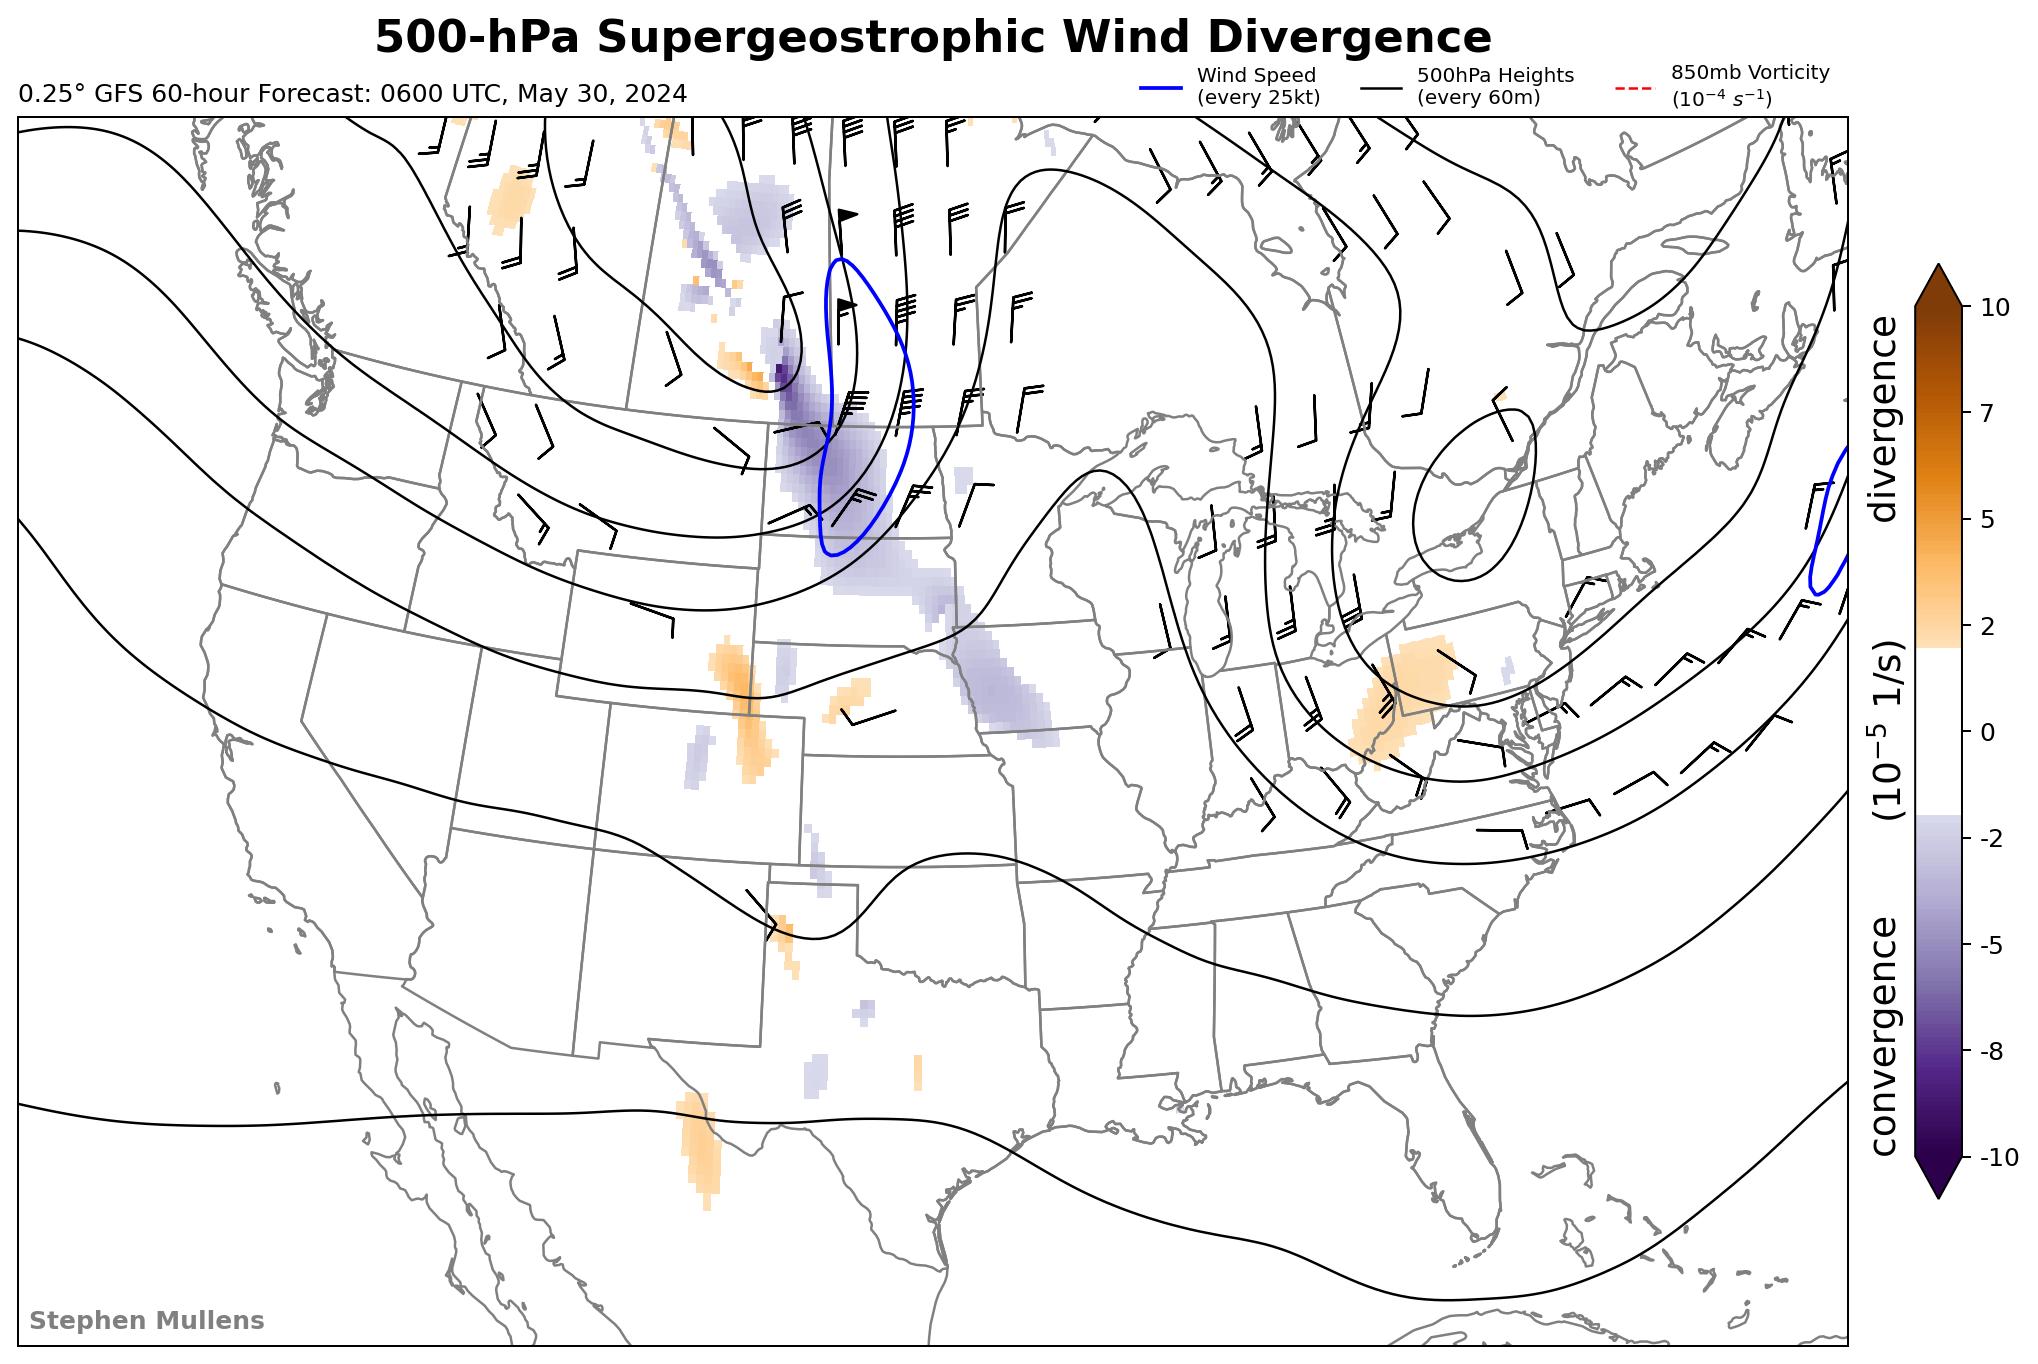 500-hPa Supergeostrophic Wind Divergence
0.25° GFS 60-hour Forecast: 0600 UTC, May 30, 2024
Wind Speed
(every 25kt)
500hPa Heights
(every 60m)
850mb Vorticity
(10⁻⁴ s⁻¹)
10
7
5
2
0
-2
-5
-8
-10
convergence (10⁻⁵ 1/s) divergence
Stephen Mullens